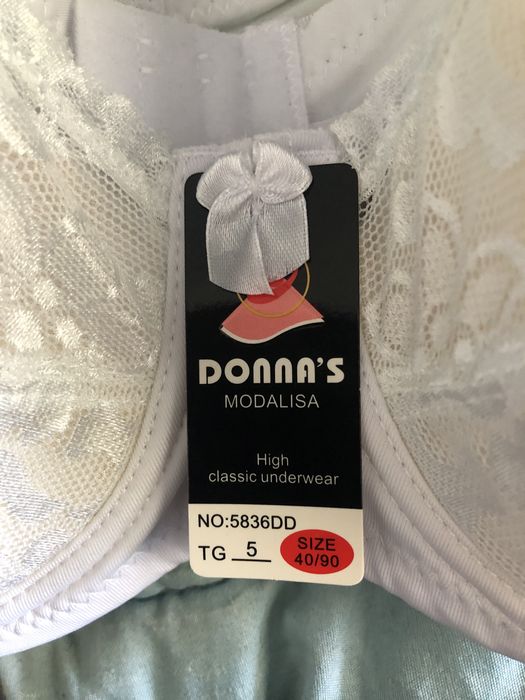 DONNA'S
MODALISA
High
classic underwear
NO:5836DD
TG 5
SIZE
40/90